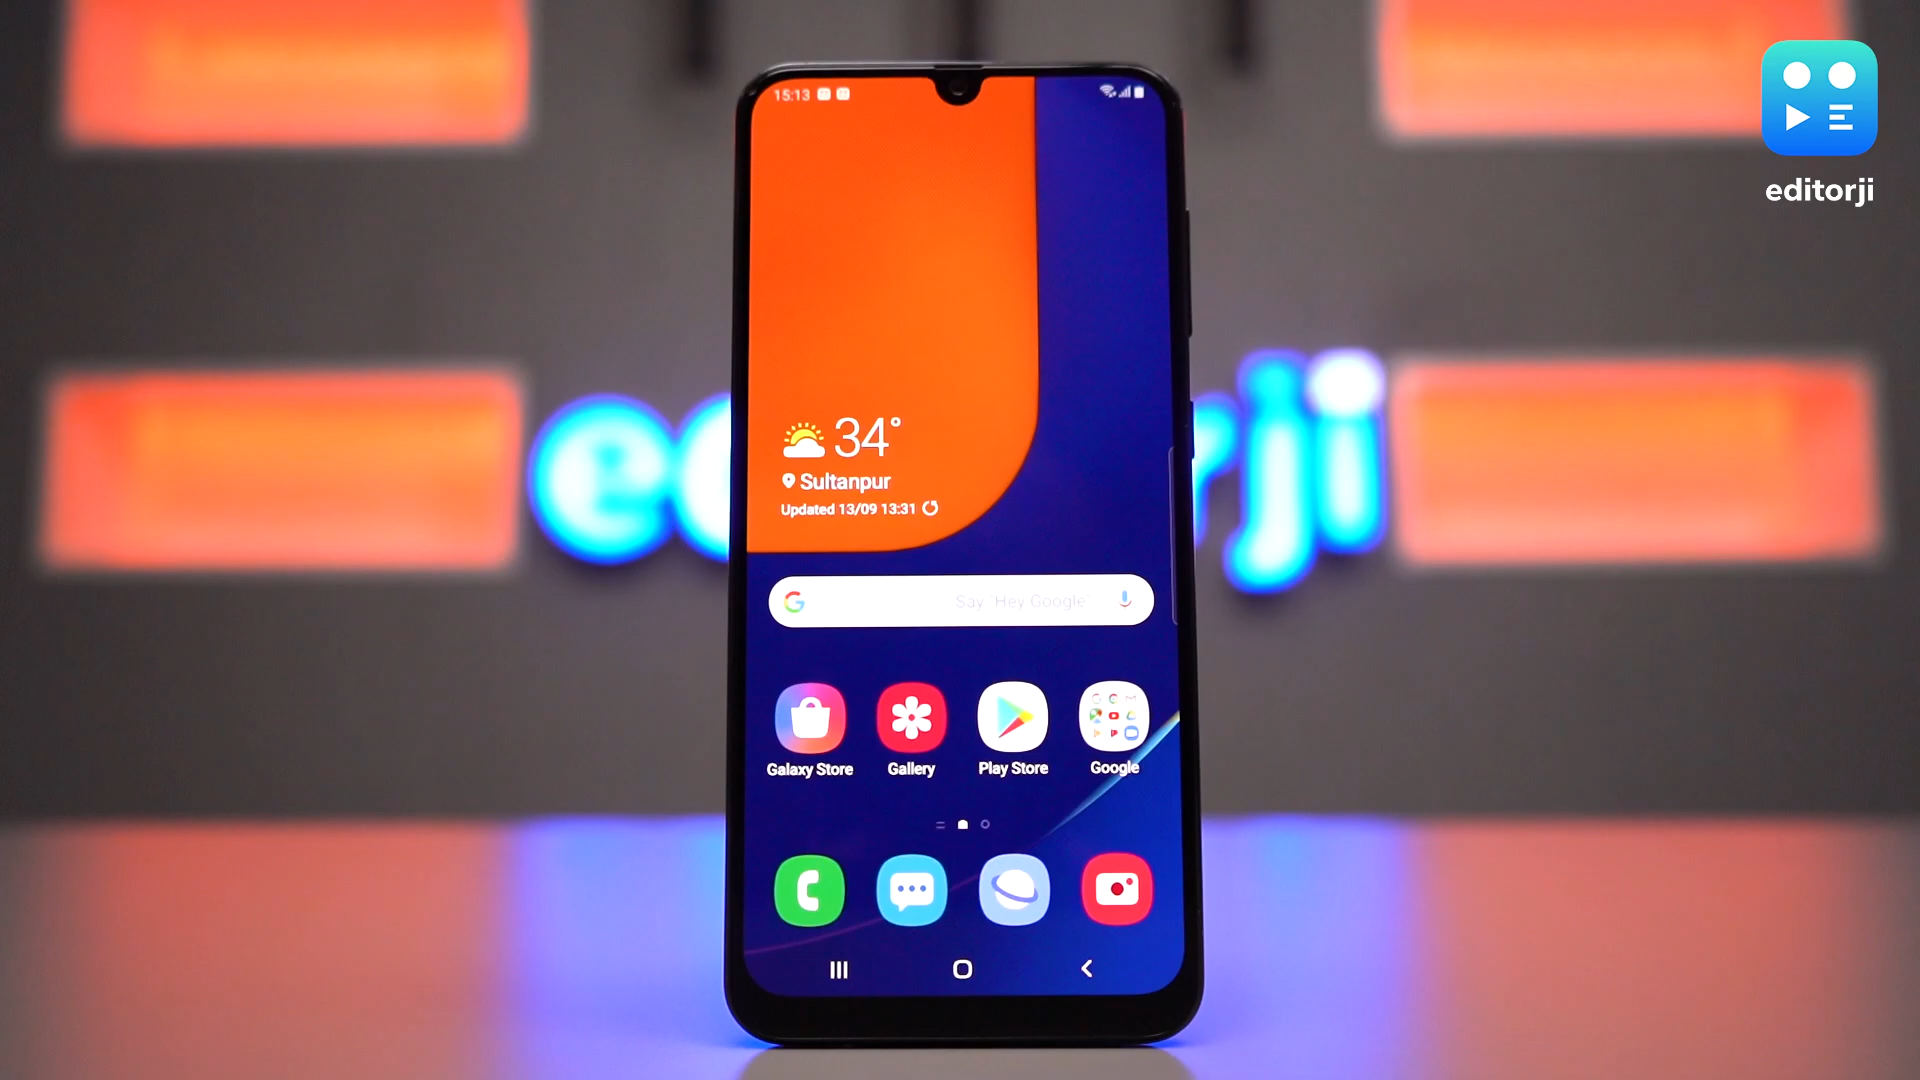 editorji
15:13
34°
Sultanpur
Updated 13/09 13:31
Say "Hey Google"
Galaxy Store
Gallery
Play Store
Google